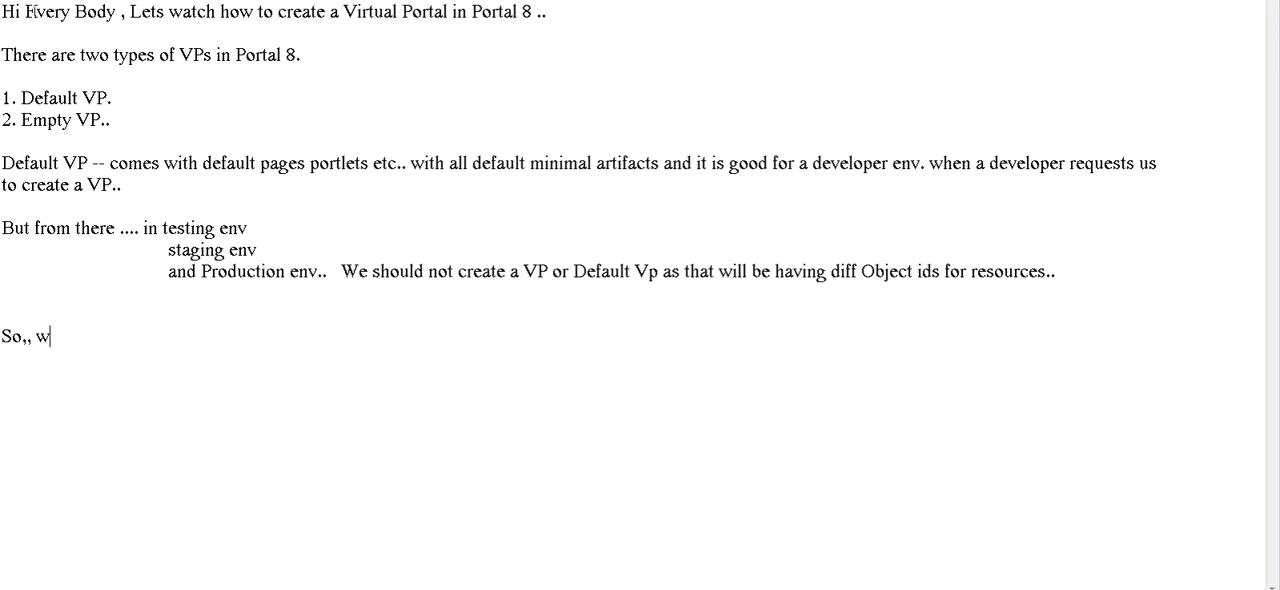 Hi Every Body , Lets watch how to create a Virtual Portal in Portal 8 ..
There are two types of VPs in Portal 8.
1. Default VP.
2. Empty VP..
Default VP -- comes with default pages portlets etc.. with all default minimal artifacts and it is good for a developer env. when a developer requests us
to create a VP..
But from there .... in testing env
staging env
and Production env.. We should not create a VP or Default Vp as that will be having diff Object ids for resources..
So,, w